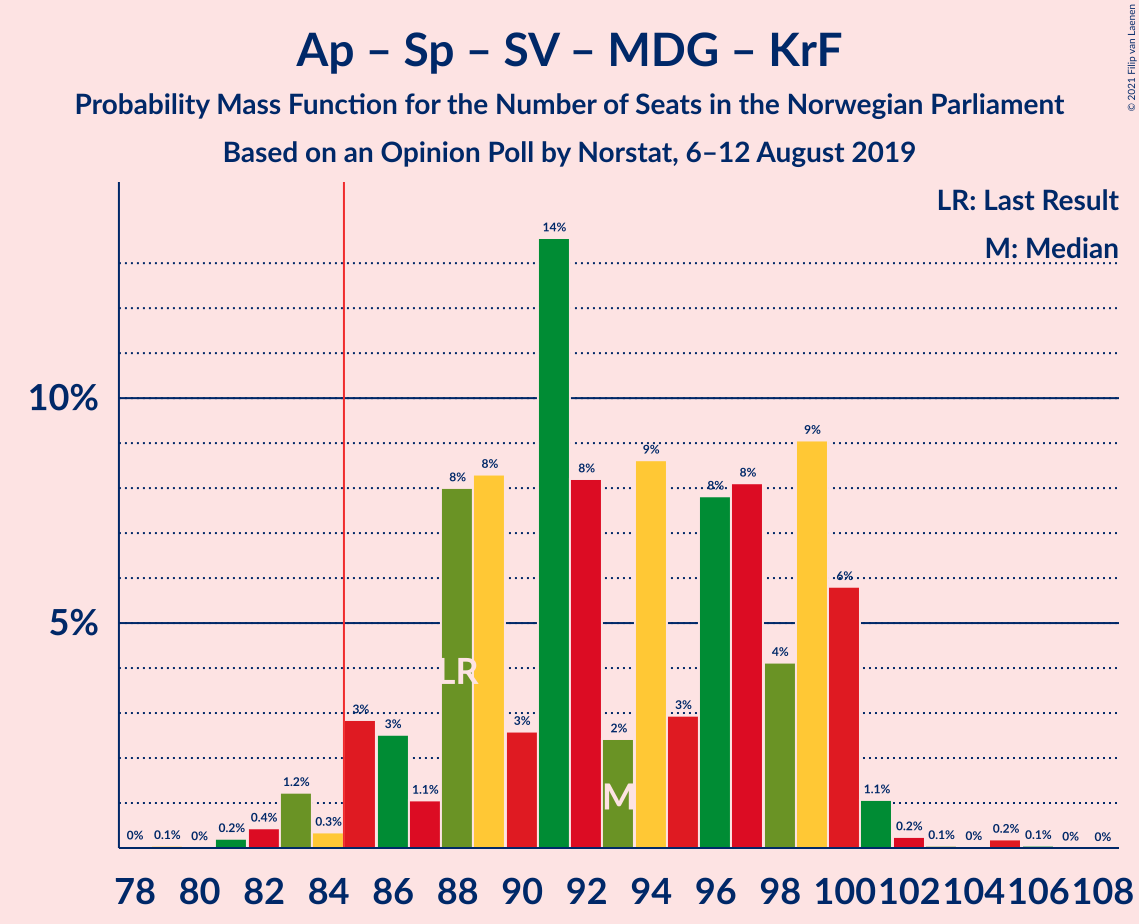 Ap – Sp – SV – MDG – KrF
Probability Mass Function for the Number of Seats in the Norwegian Parliament
Based on an Opinion Poll by Norstat, 6–12 August 2019
© 2021 Filip van Laenen
LR: Last Result
M: Median
10%
5%
0% 0.1% 0% 0.2% 0.4% 1.2% 0.3% 3% 3% 1.1% 8% 8% 3% 14% 8% 2% 9% 3% 8% 8% 4% 9% 6% 1.1% 0.2% 0.1% 0% 0.2% 0.1% 0% 0%
LR
M
78 80 82 84 86 88 90 92 94 96 98 100 102 104 106 108